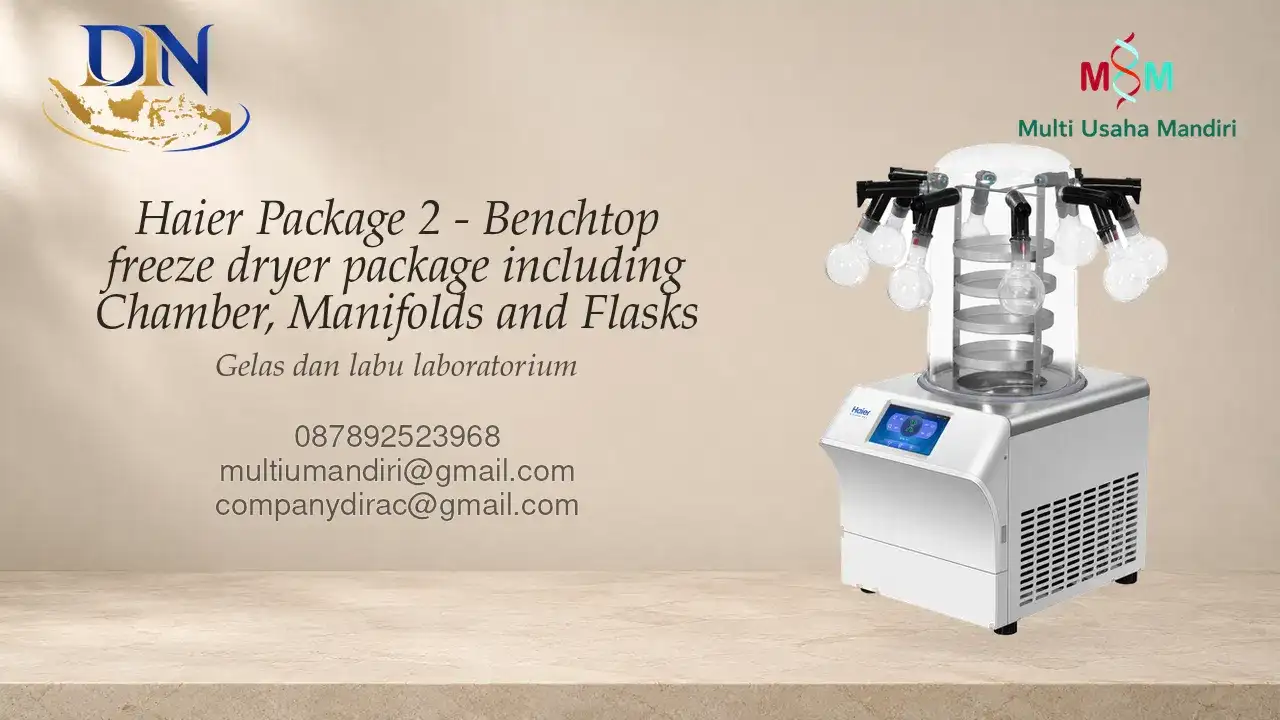 DN
M M
Multi Usaha Mandiri
Haier Package 2 - Benchtop
freeze dryer package including
Chamber, Manifolds and Flasks
Gelas dan labu laboratorium
087892523968
multiumandiri@gmail.com
companydirac@gmail.com
Haier